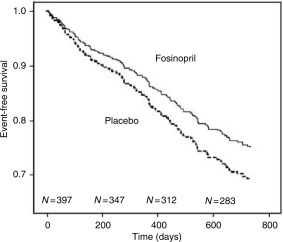 1.0
Fosinopril
0.9
Event-free survival
0.8
Placebo
0.7
N=397 N=347 N=312 N=283
0 200 400 600 800
Time (days)